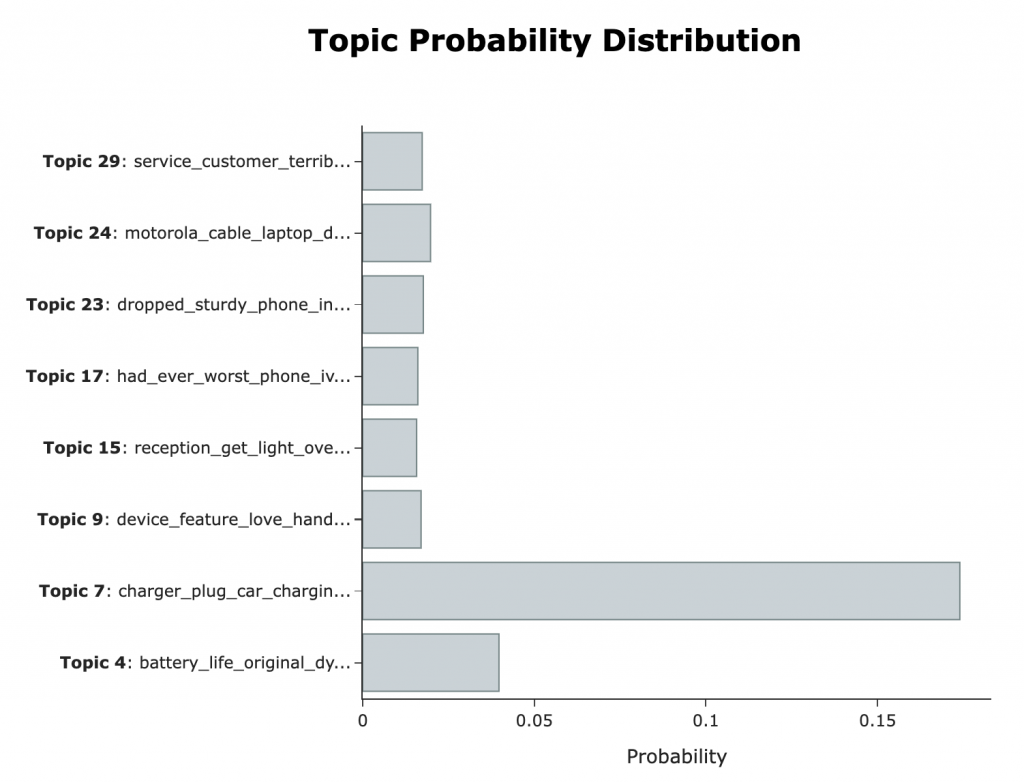 Topic Probability Distribution
Topic 29: service_customer_terrib...
Topic 24: motorola_cable_laptop_d...
Topic 23: dropped_sturdy_phone_in...
Topic 17: had_ever_worst_phone_iv...
Topic 15: reception_get_light_ove...
Topic 9: device_feature_love_hand...
Topic 7: charger_plug_car_chargin...
Topic 4: battery_life_original_dy...
0 0.05 0.1 0.15
Probability